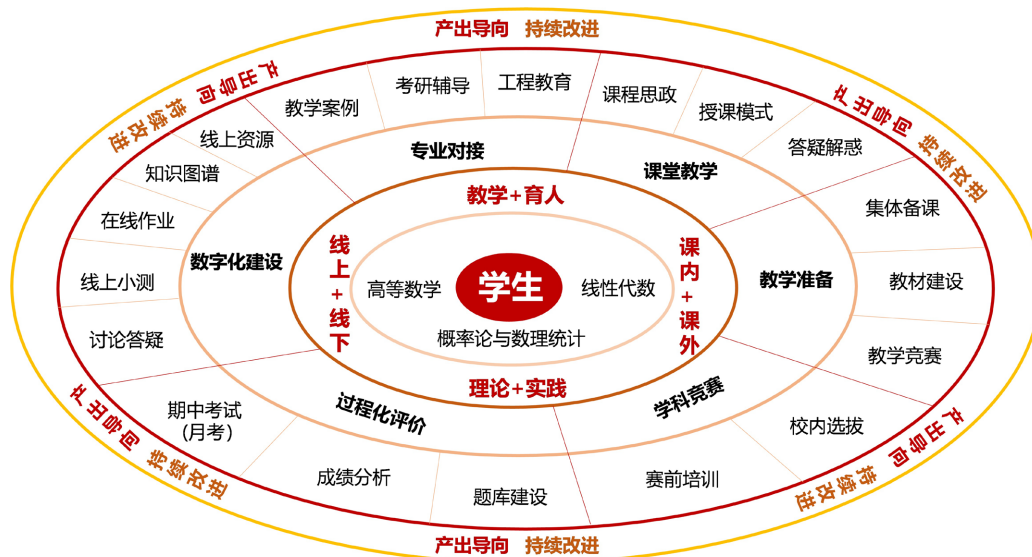 产出导向 持续改进
产出导向 持续改进
产出导向 持续改进
考研辅导
工程教育
课程思政
教学案例
授课模式
线上资源
答疑解惑
专业对接
课堂教学
知识图谱
教学+育人
集体备课
在线作业
数字化建设
线上+线下
高等数学
学生
线性代数
课内+课外
教学准备
线上小测
教材建设
概率论与数理统计
讨论答疑
教学竞赛
理论+实践
过程化评价
学科竞赛
期中考试
(月考)
校内选拔
成绩分析
赛前培训
题库建设
产出导向 持续改进
产出导向 持续改进
产出导向 持续改进